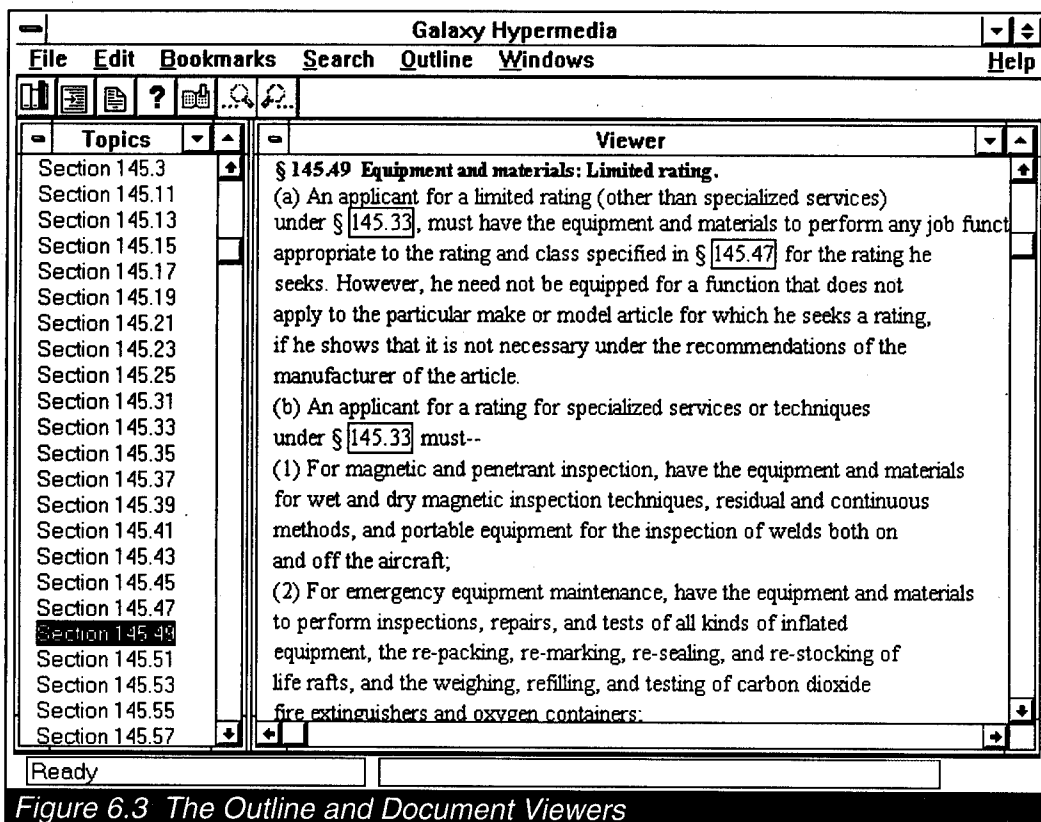 Galaxy Hypermedia
File Edit Bookmarks Search Outline Windows Help
?
Topics
Section 145.3
Section 145.11
Section 145.13
Section 145.15
Section 145.17
Section 145.19
Section 145.21
Section 145.23
Section 145.25
Section 145.31
Section 145.33
Section 145.35
Section 145.37
Section 145.39
Section 145.41
Section 145.43
Section 145.45
Section 145.47
Section 145.49
Section 145.51
Section 145.53
Section 145.55
Section 145.57
Viewer
§ 145.49 Equipment and materials: Limited rating.
(a) An applicant for a limited rating (other than specialized services)
under § 145.33, must have the equipment and materials to perform any job funct
appropriate to the rating and class specified in § 145.47 for the rating he
seeks. However, he need not be equipped for a function that does not
apply to the particular make or model article for which he seeks a rating,
if he shows that it is not necessary under the recommendations of the
manufacturer of the article.
(b) An applicant for a rating for specialized services or techniques
under § 145.33 must--
(1) For magnetic and penetrant inspection, have the equipment and materials
for wet and dry magnetic inspection techniques, residual and continuous
methods, and portable equipment for the inspection of welds both on
and off the aircraft;
(2) For emergency equipment maintenance, have the equipment and materials
to perform inspections, repairs, and tests of all kinds of inflated
equipment, the re-packing, re-marking, re-sealing, and re-stocking of
life rafts, and the weighing, refilling, and testing of carbon dioxide
fire extinguishers and oxygen containers;
Ready
Figure 6.3 The Outline and Document Viewers